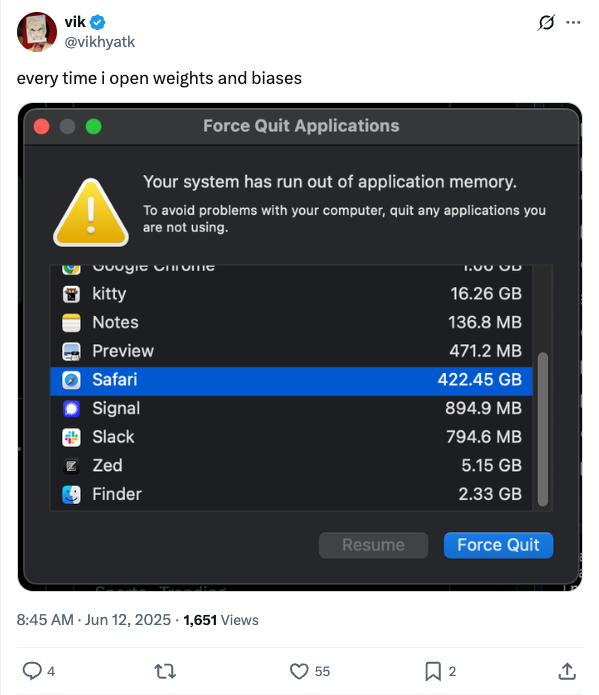 vik
@vikhyatk
every time i open weights and biases
Force Quit Applications
Your system has run out of application memory.
To avoid problems with your computer, quit any applications you
are not using.
Google Chrome 1.06 GB
kitty 16.26 GB
Notes 136.8 MB
Preview 471.2 MB
Safari 422.45 GB
Signal 894.9 MB
Slack 794.6 MB
Zed 5.15 GB
Finder 2.33 GB
Resume Force Quit
8:45 AM · Jun 12, 2025 · 1,651 Views
4 55 2